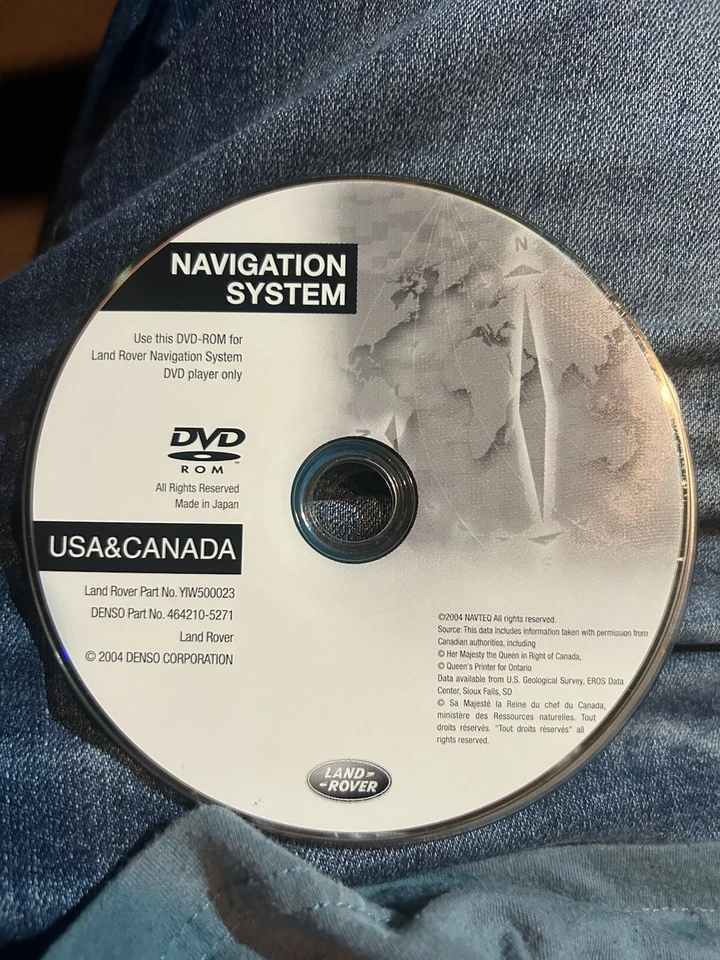 NAVIGATION
SYSTEM
Use this DVD-ROM for
Land Rover Navigation System
DVD player only
DVD
ROM™
All Rights Reserved
Made in Japan
USA&CANADA
Land Rover Part No. YIW500023
DENSO Part No. 464210-5271
Land Rover
© 2004 DENSO CORPORATION
N
S
©2004 NAVTEQ All rights reserved.
Source: This data includes information taken with permission from
Canadian authorities, including
© Her Majesty the Queen in Right of Canada,
© Queen's Printer for Ontario
Data available from U.S. Geological Survey, EROS Data
Center, Sioux Falls, SD
© Sa Majesté la Reine du chef du Canada,
ministère des Ressources naturelles. Tout
droits réservés. "Tout droits réservés" all
rights reserved.
LAND-
-ROVER